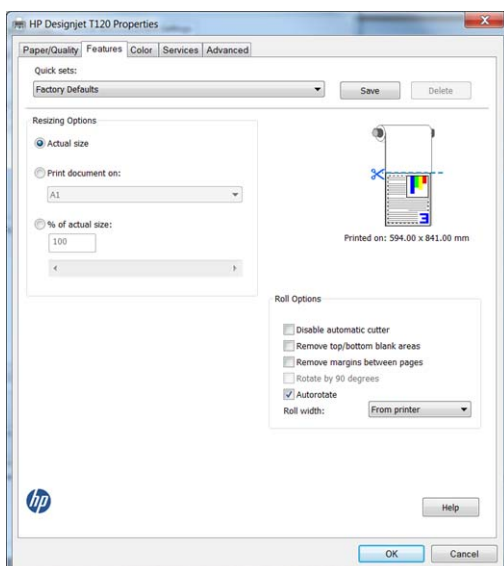 HP Designjet T120 Properties
Paper/Quality Features Color Services Advanced
Quick sets:
Factory Defaults
Save
Delete
Resizing Options
Actual size
Print document on:
A1
% of actual size:
100
Printed on: 594.00 x 841.00 mm
Roll Options
Disable automatic cutter
Remove top/bottom blank areas
Remove margins between pages
Rotate by 90 degrees
Autorotate
Roll width: From printer
hp
Help
OK Cancel